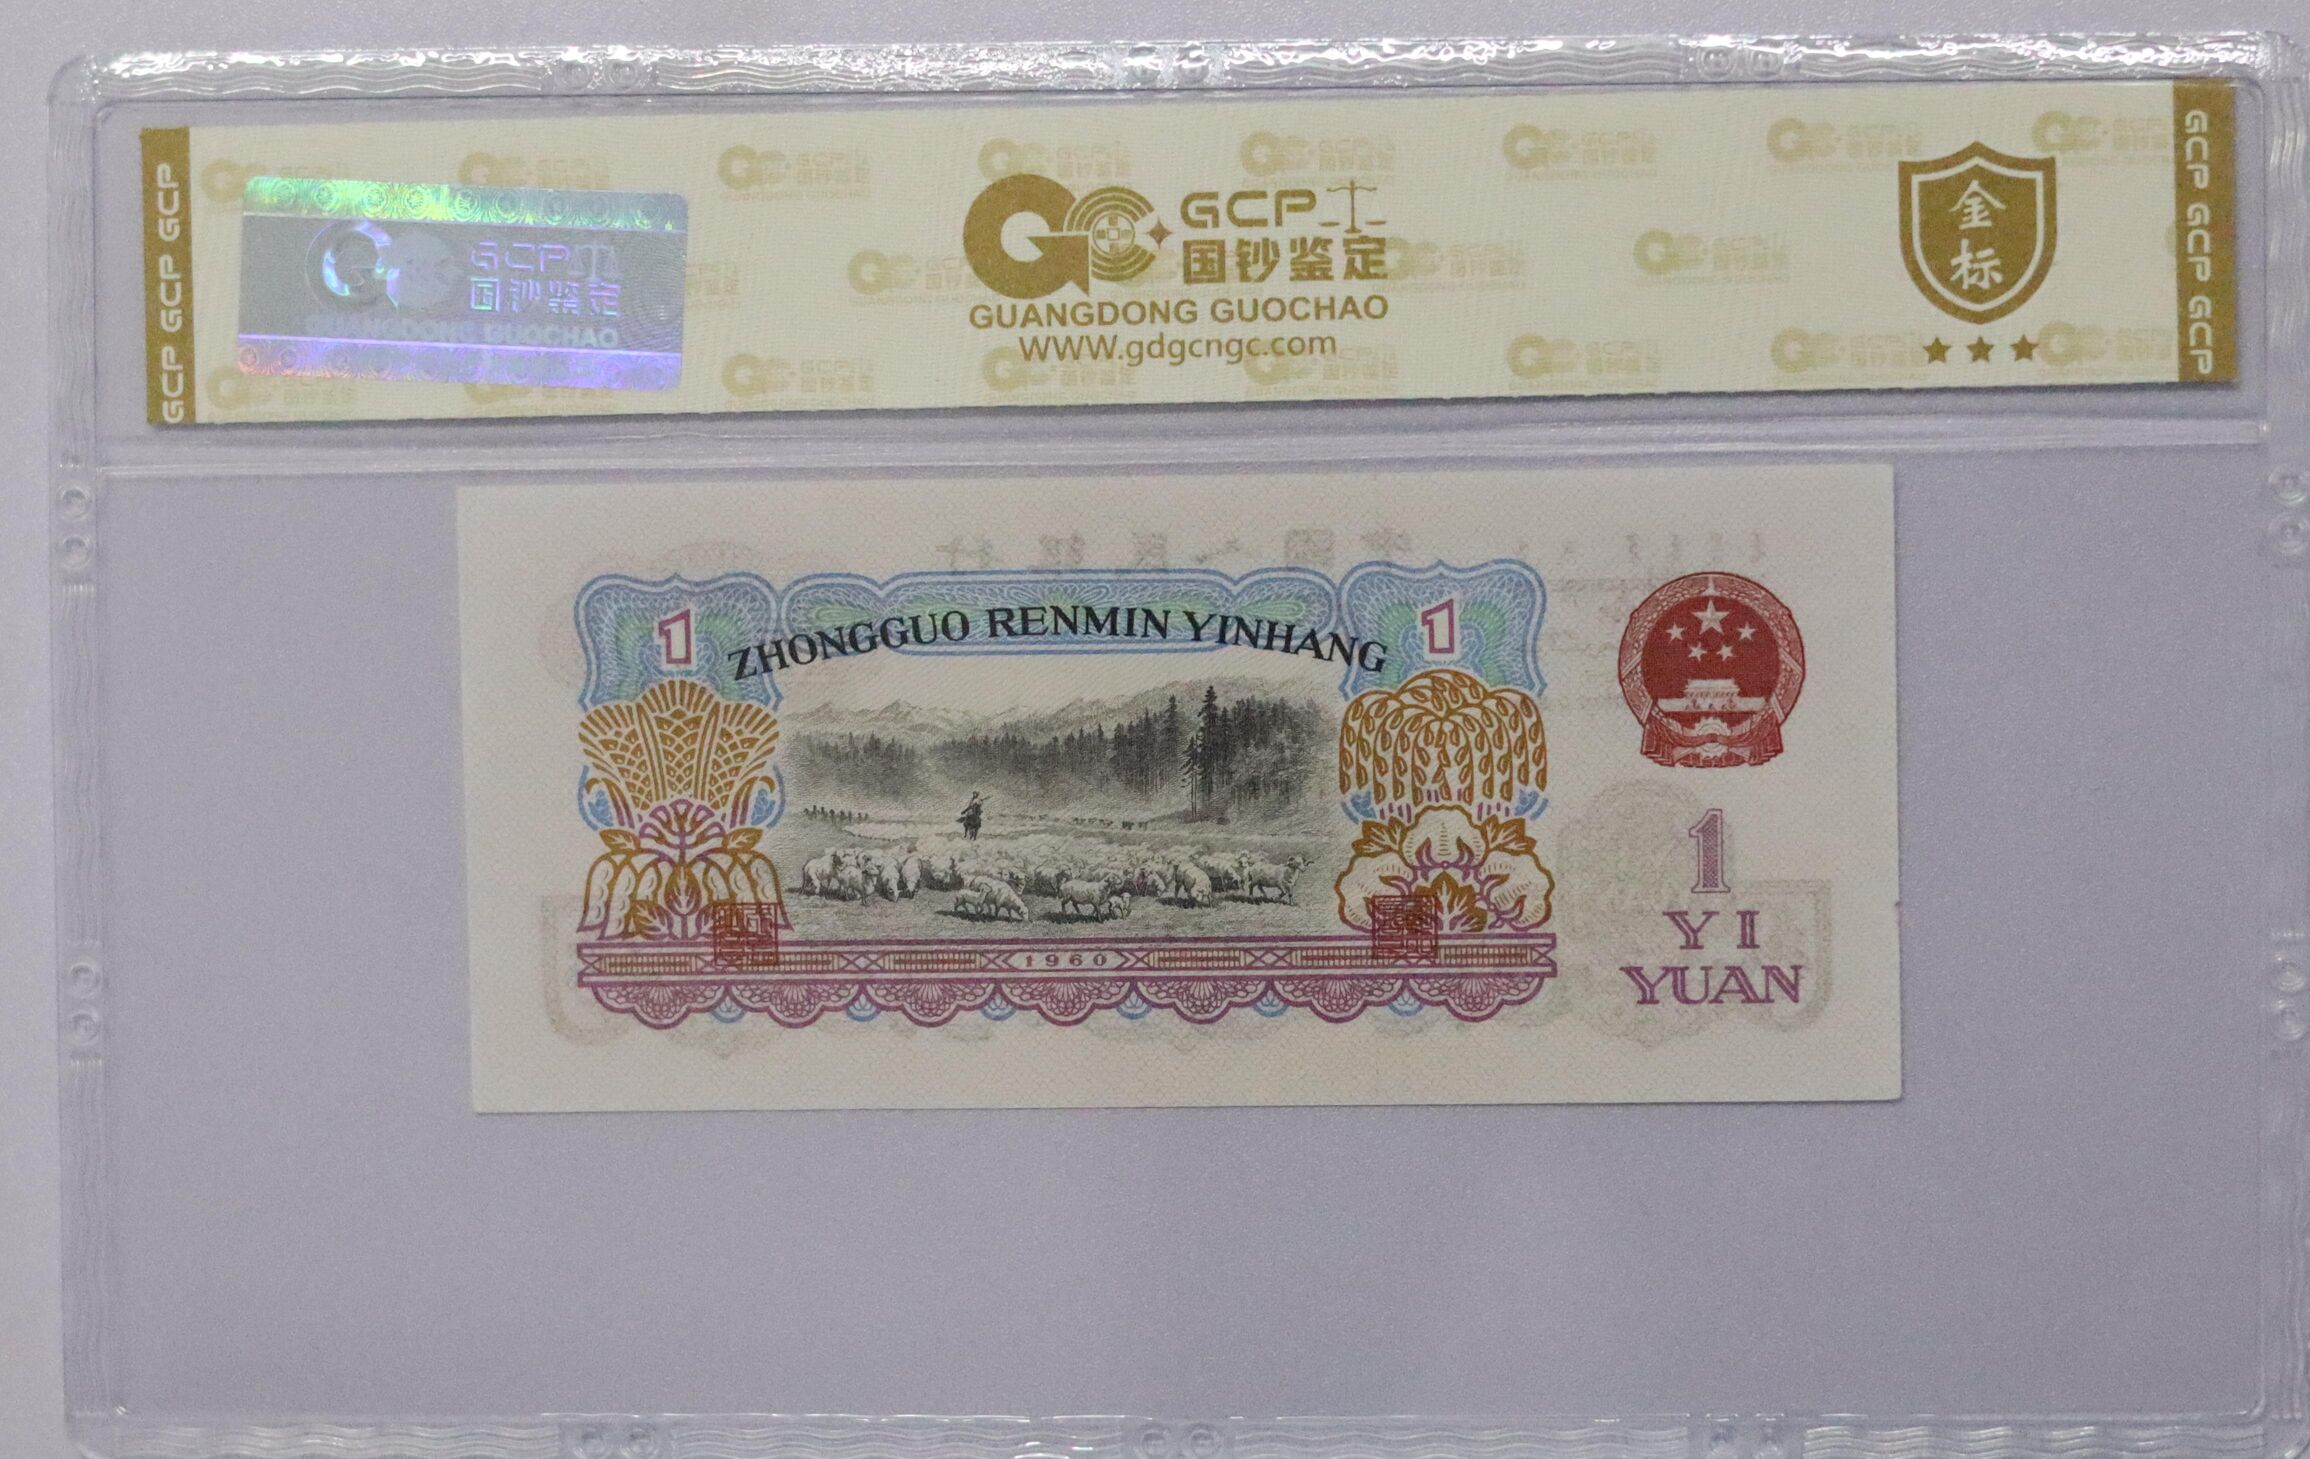 GCP GCP GCP
GCP
国钞鉴定
GUANGDONG GUOCHAO
GCP
国钞鉴定
GUANGDONG GUOCHAO
WWW.gdgcngc.com
金
标
GCP GCP GCP GCP
1
ZHONGGUO RENMIN YINHANG
1
1960
1
YI
YUAN